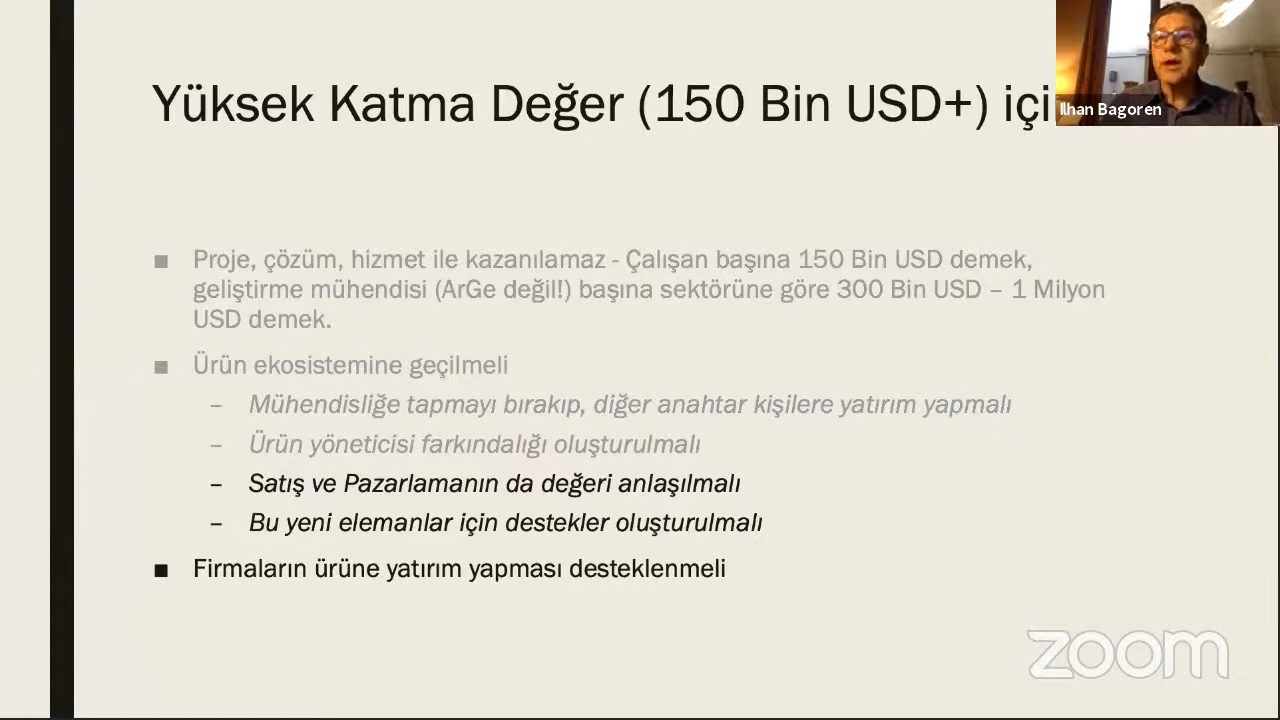 Yüksek Katma Değer (150 Bin USD+) içi
Ilhan Bagoren
■ Proje, çözüm, hizmet ile kazanılamaz - Çalışan başına 150 Bin USD demek,
geliştirme mühendisi (ArGe değil!) başına sektörüne göre 300 Bin USD – 1 Milyon
USD demek.
■ Ürün ekosistemine geçilmeli
– Mühendisliğe tapmayı bırakıp, diğer anahtar kişilere yatırım yapmalı
– Ürün yöneticisi farkındalığı oluşturulmalı
– Satış ve Pazarlamanın da değeri anlaşılmalı
– Bu yeni elemanlar için destekler oluşturulmalı
■ Firmaların ürüne yatırım yapması desteklenmeli
zoom